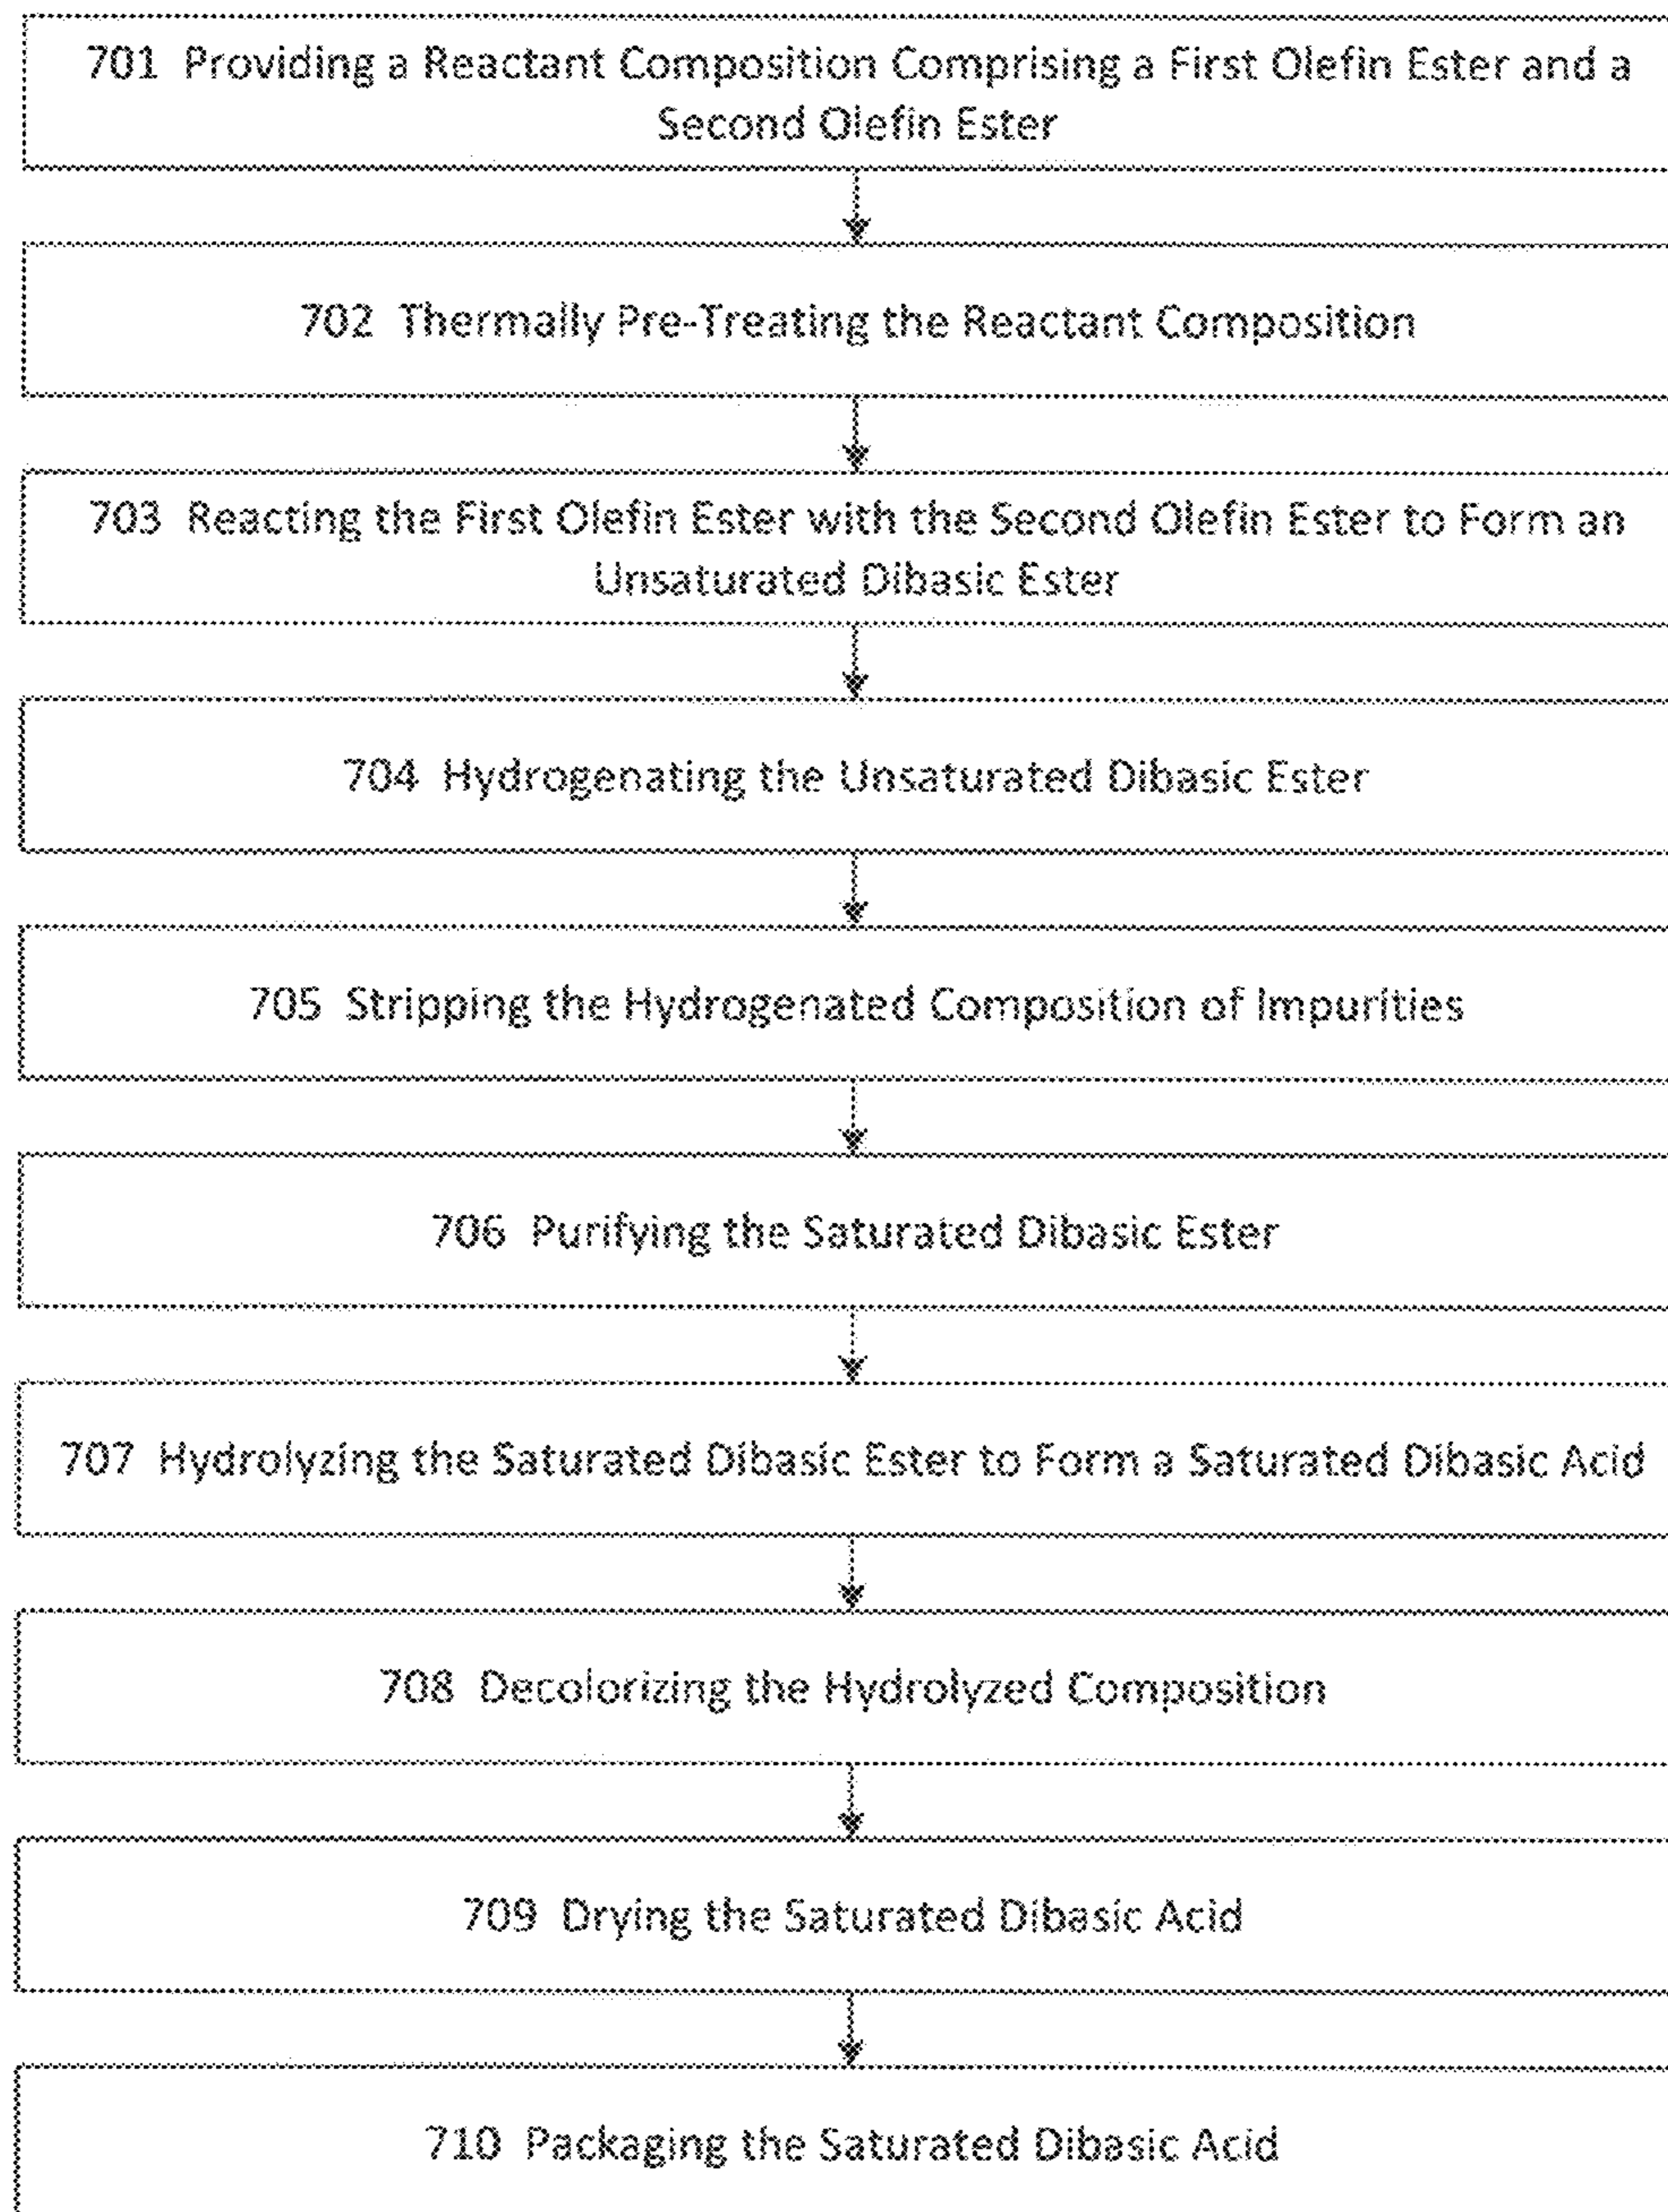 701 Providing a Reactant Composition Comprising a First Olefin Ester and a
Second Olefin Ester
702 Thermally Pre-Treating the Reactant Composition
703 Reacting the First Olefin Ester with the Second Olefin Ester to Form an
Unsaturated Dibasic Ester
704 Hydrogenating the Unsaturated Dibasic Ester
705 Stripping the Hydrogenated Composition of Impurities
706 Purifying the Saturated Dibasic Ester
707 Hydrolyzing the Saturated Dibasic Ester to Form a Saturated Dibasic Acid
708 Decolorizing the Hydrolyzed Composition
709 Drying the Saturated Dibasic Acid
710 Packaging the Saturated Dibasic Acid